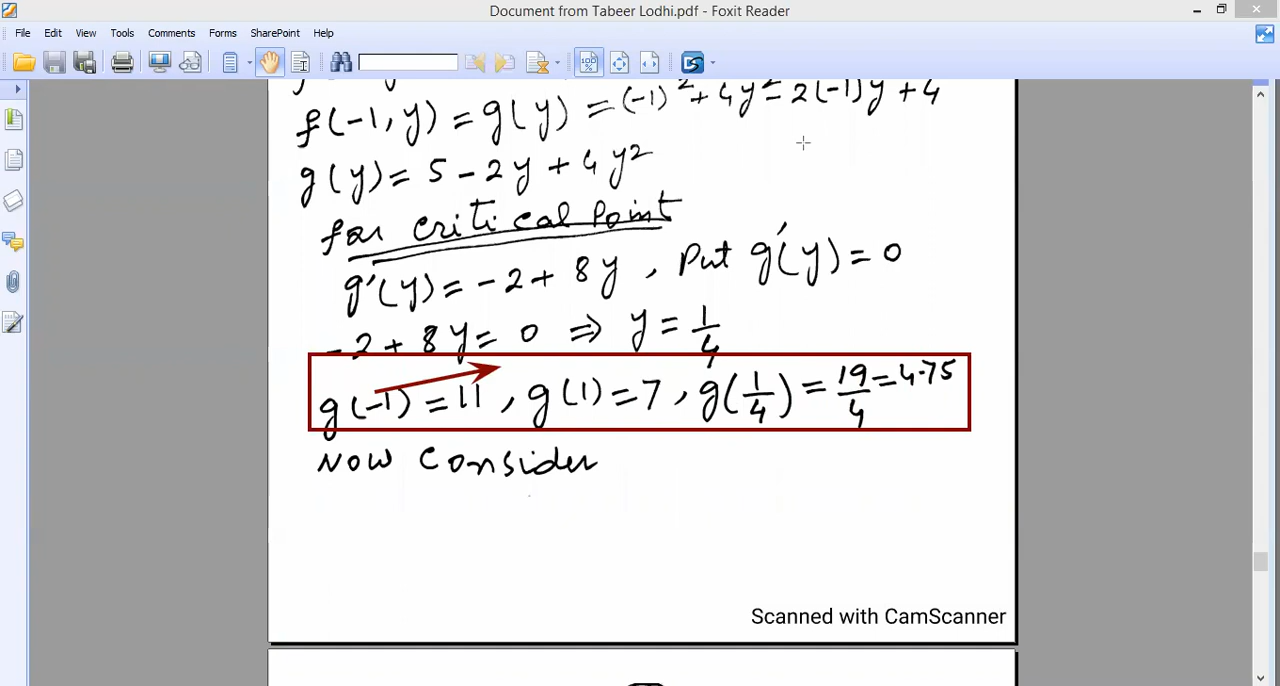 Document from Tabeer Lodhi.pdf - Foxit Reader
File Edit View Tools Comments Forms SharePoint Help
f(-1, y) = g(y) = (-1)² + 4y² - 2(-1)y + 4
g(y) = 5 - 2y + 4y²
for critical Point
g'(y) = -2 + 8y , Put g'(y) = 0
-2 + 8y = 0 ⇒ y = 1/4
g(-1) = 11 , g(1) = 7 , g(1/4) = 19/4 = 4.75
Now Consider
Scanned with CamScanner